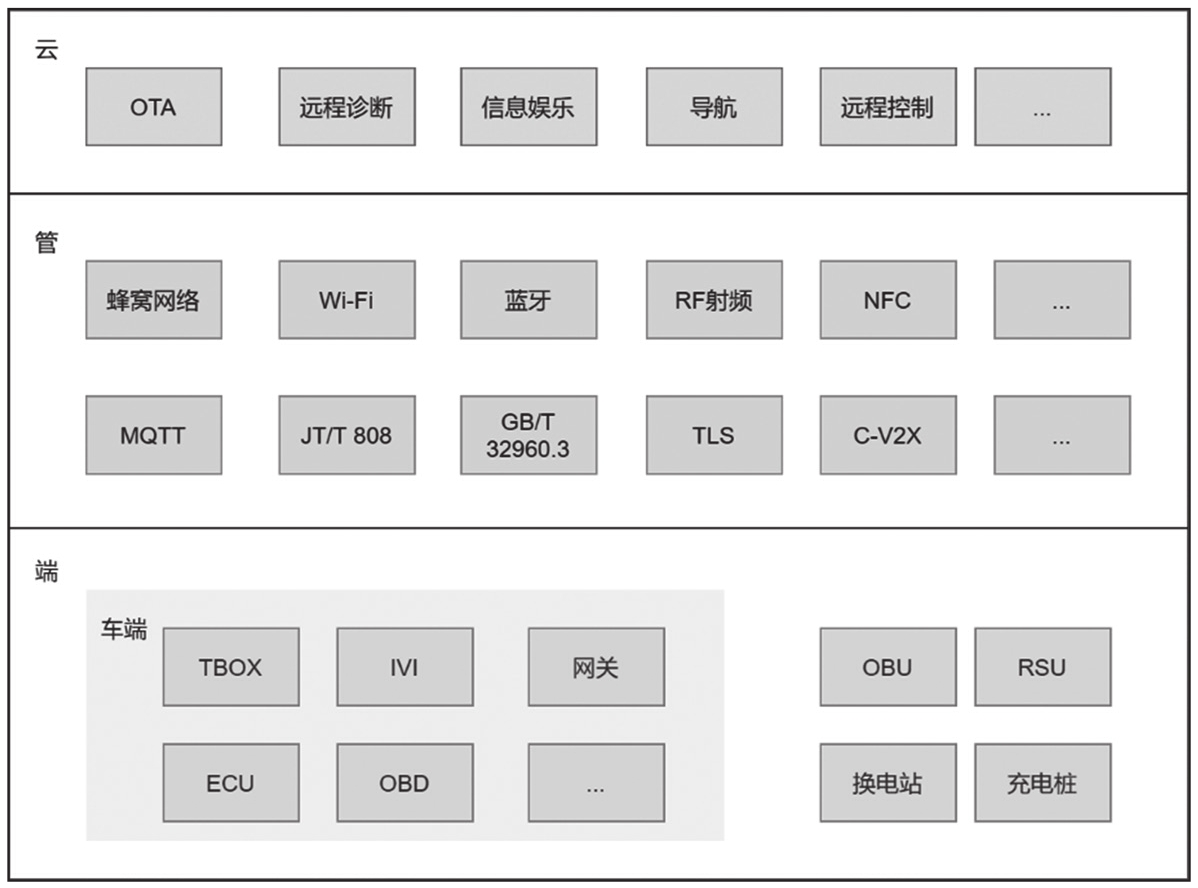 云
OTA
远程诊断
信息娱乐
导航
远程控制
...
管
蜂窝网络
Wi-Fi
蓝牙
RF射频
NFC
...
MQTT
JT/T 808
GB/T
32960.3
TLS
C-V2X
...
端
车端
TBOX
IVI
网关
OBU
RSU
ECU
OBD
...
换电站
充电桩